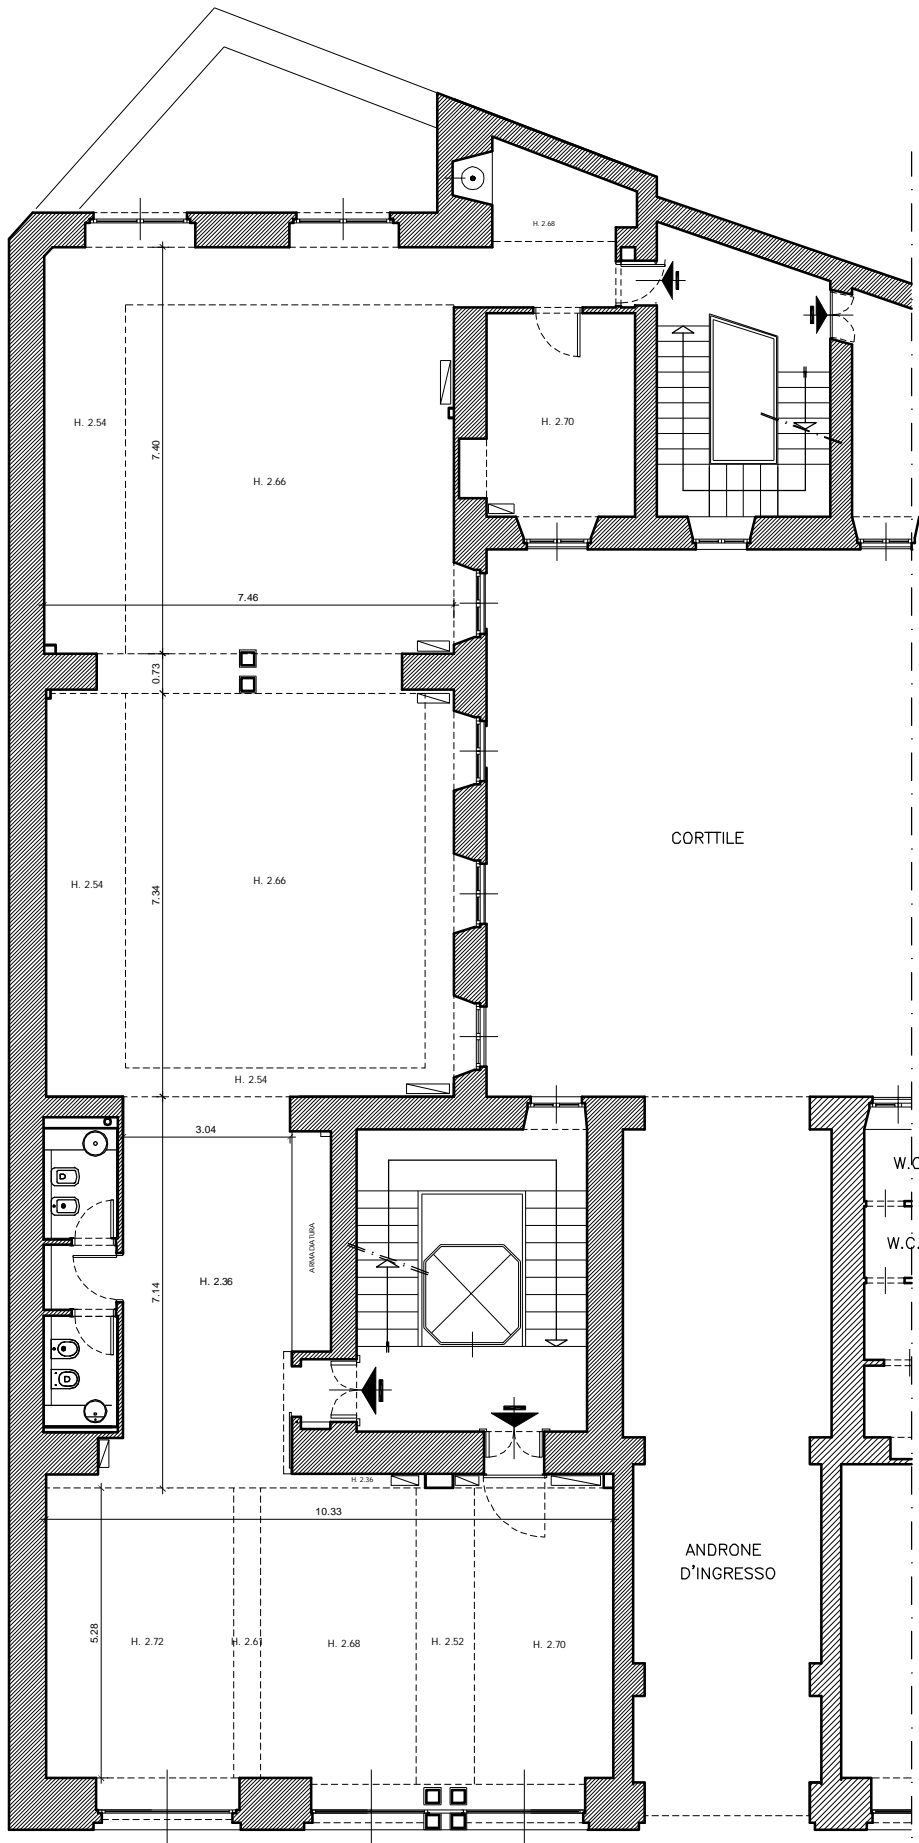 H. 2.68
H. 2.54
7.40
H. 2.70
H. 2.66
7.46
0.73
CORTTILE
H. 2.54
7.34
H. 2.66
H. 2.54
3.04
W.C
W.C.
ARMADIATURA
H. 2.36
7.14
H. 2.36
10.33
ANDRONE
D'INGRESSO
5.28
H. 2.72
H. 2.67
H. 2.68
H. 2.52
H. 2.70